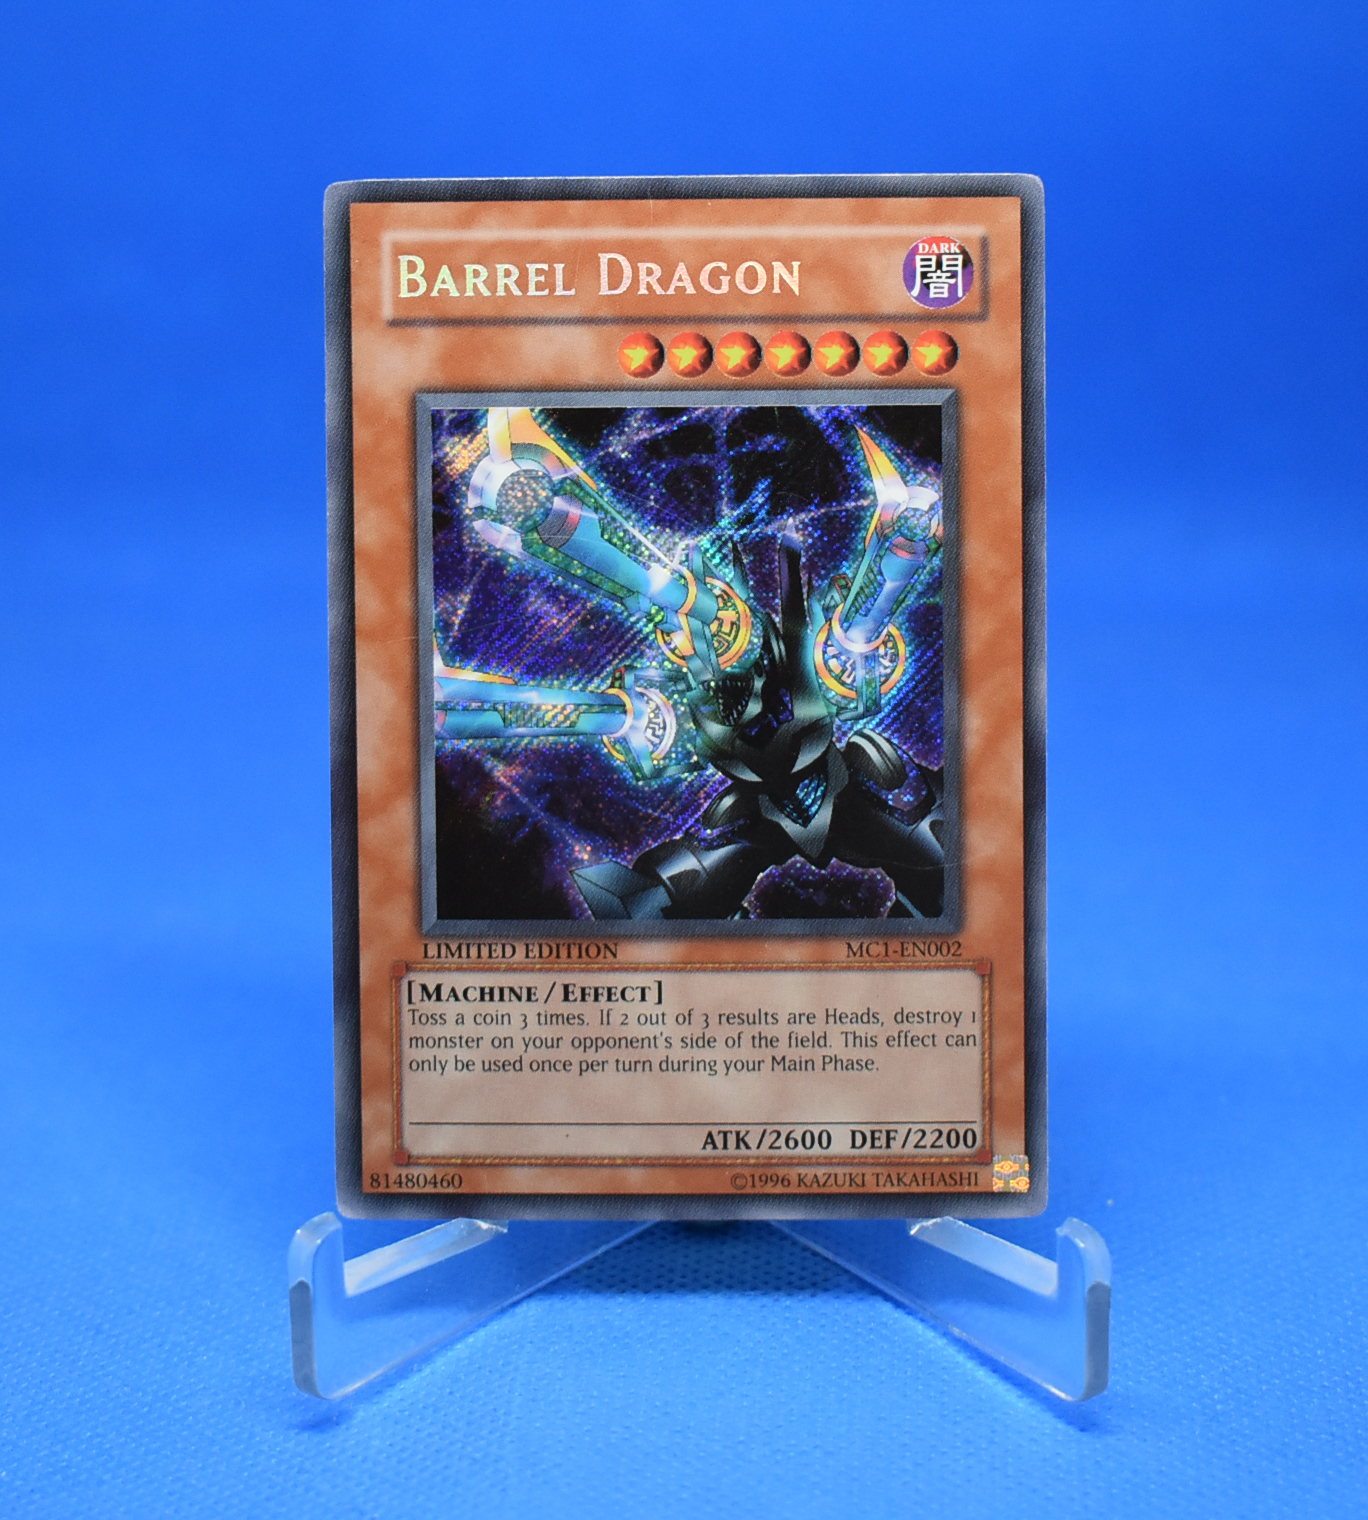 BARREL DRAGON
DARK
闇
LIMITED EDITION
MC1-EN002
[MACHINE/EFFECT]
Toss a coin 3 times. If 2 out of 3 results are Heads, destroy 1
monster on your opponent's side of the field. This effect can
only be used once per turn during your Main Phase.
ATK/2600 DEF/2200
81480460
©1996 KAZUKI TAKAHASHI